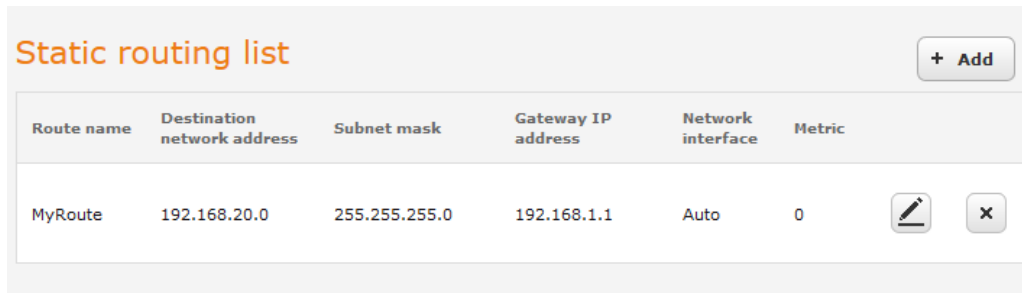 Static routing list
+ Add
Route name Destination network address Subnet mask Gateway IP address Network interface Metric
MyRoute 192.168.20.0 255.255.255.0 192.168.1.1 Auto 0